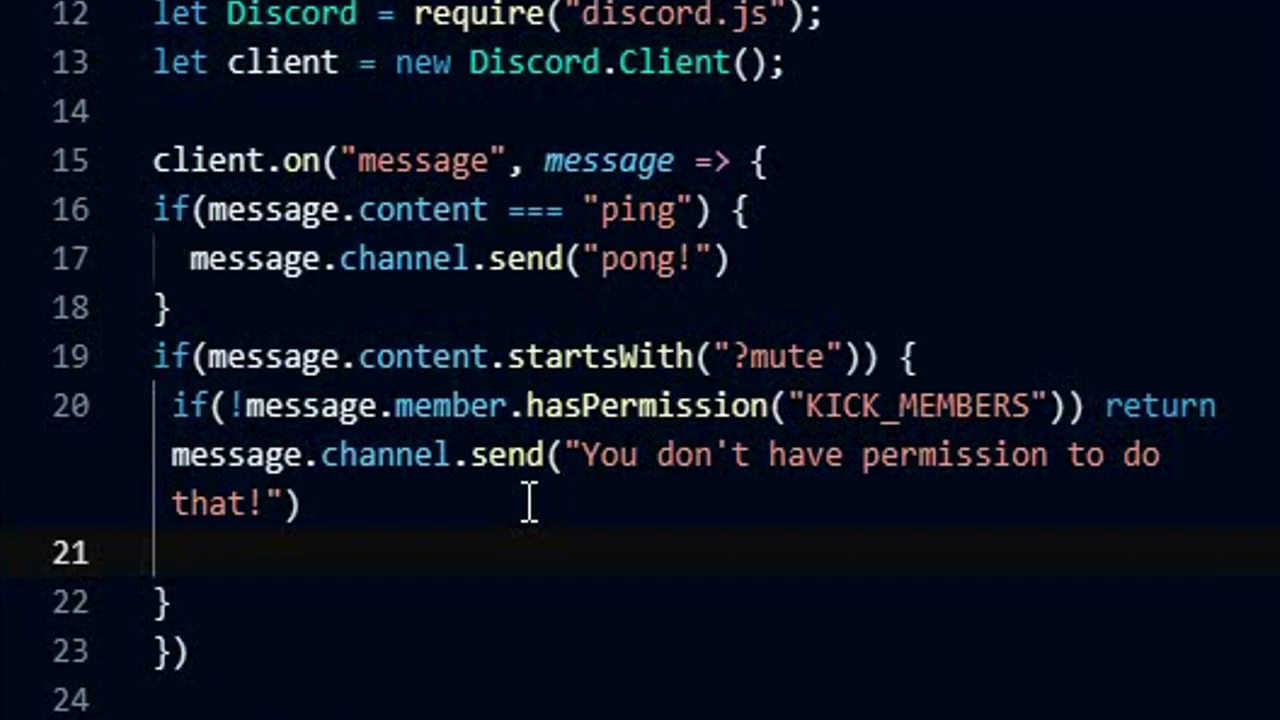 12 let Discord = require("discord.js");
13 let client = new Discord.Client();
14
15 client.on("message", message => {
16 if(message.content === "ping") {
17 message.channel.send("pong!")
18 }
19 if(message.content.startsWith("?mute")) {
20 if(!message.member.hasPermission("KICK_MEMBERS")) return
message.channel.send("You don't have permission to do
that!")
21
22 }
23 })
24